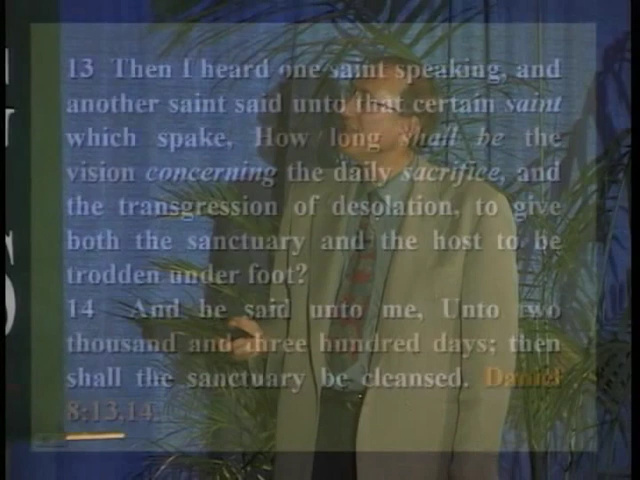 13 Then I heard one saint speaking, and
another saint said unto that certain saint
which spake, How long shall be the
vision concerning the daily sacrifice, and
the transgression of desolation, to give
both the sanctuary and the host to be
trodden under foot?
14 And he said unto me, Unto two
thousand and three hundred days; then
shall the sanctuary be cleansed. Daniel
8:13,14.